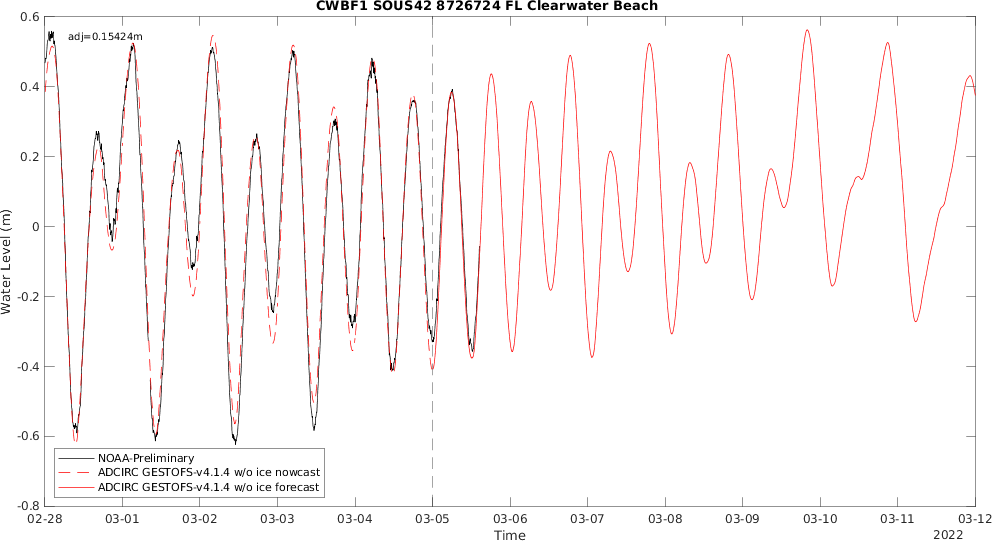 CWBF1 SOUS42 8726724 FL Clearwater Beach
adj=0.15424m
0.6
0.4
0.2
0
-0.2
-0.4
-0.6
-0.8
Water Level (m)
NOAA-Preliminary
ADCIRC GESTOFS-v4.1.4 w/o ice nowcast
ADCIRC GESTOFS-v4.1.4 w/o ice forecast
02-28 03-01 03-02 03-03 03-04 03-05 03-06 03-07 03-08 03-09 03-10 03-11 03-12
Time
2022